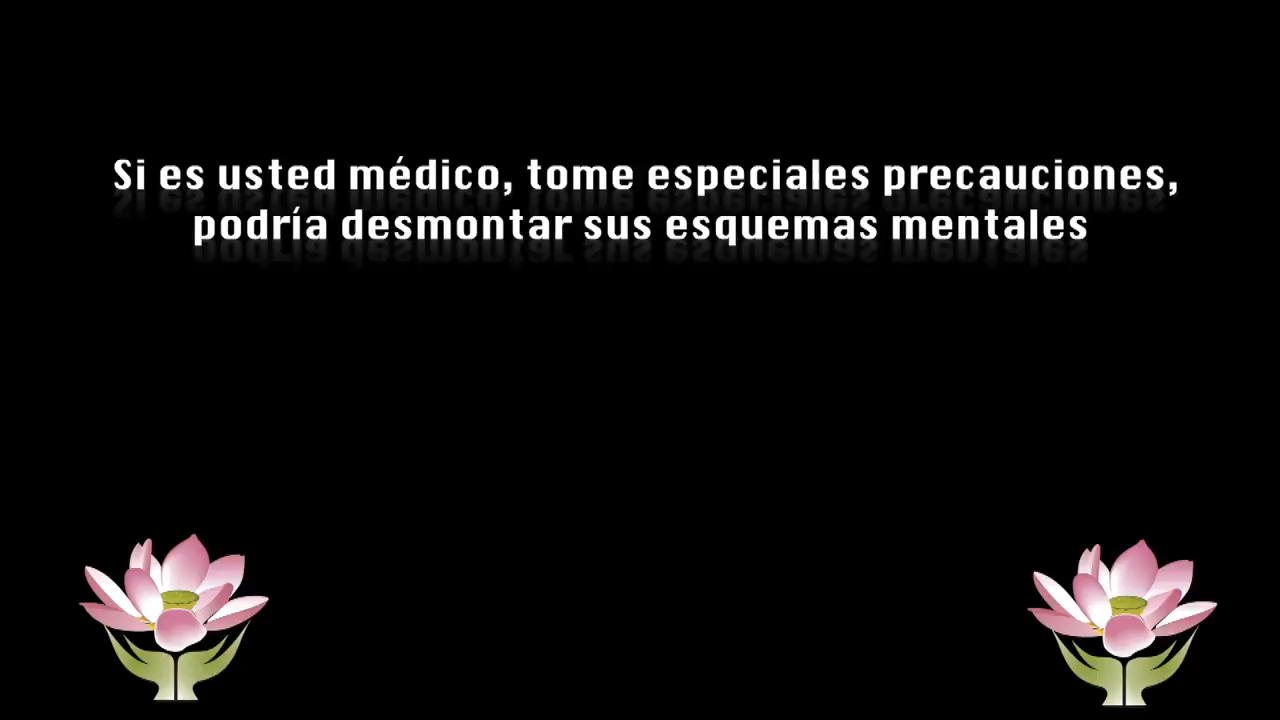 Si es usted médico, tome especiales precauciones,
podría desmontar sus esquemas mentales